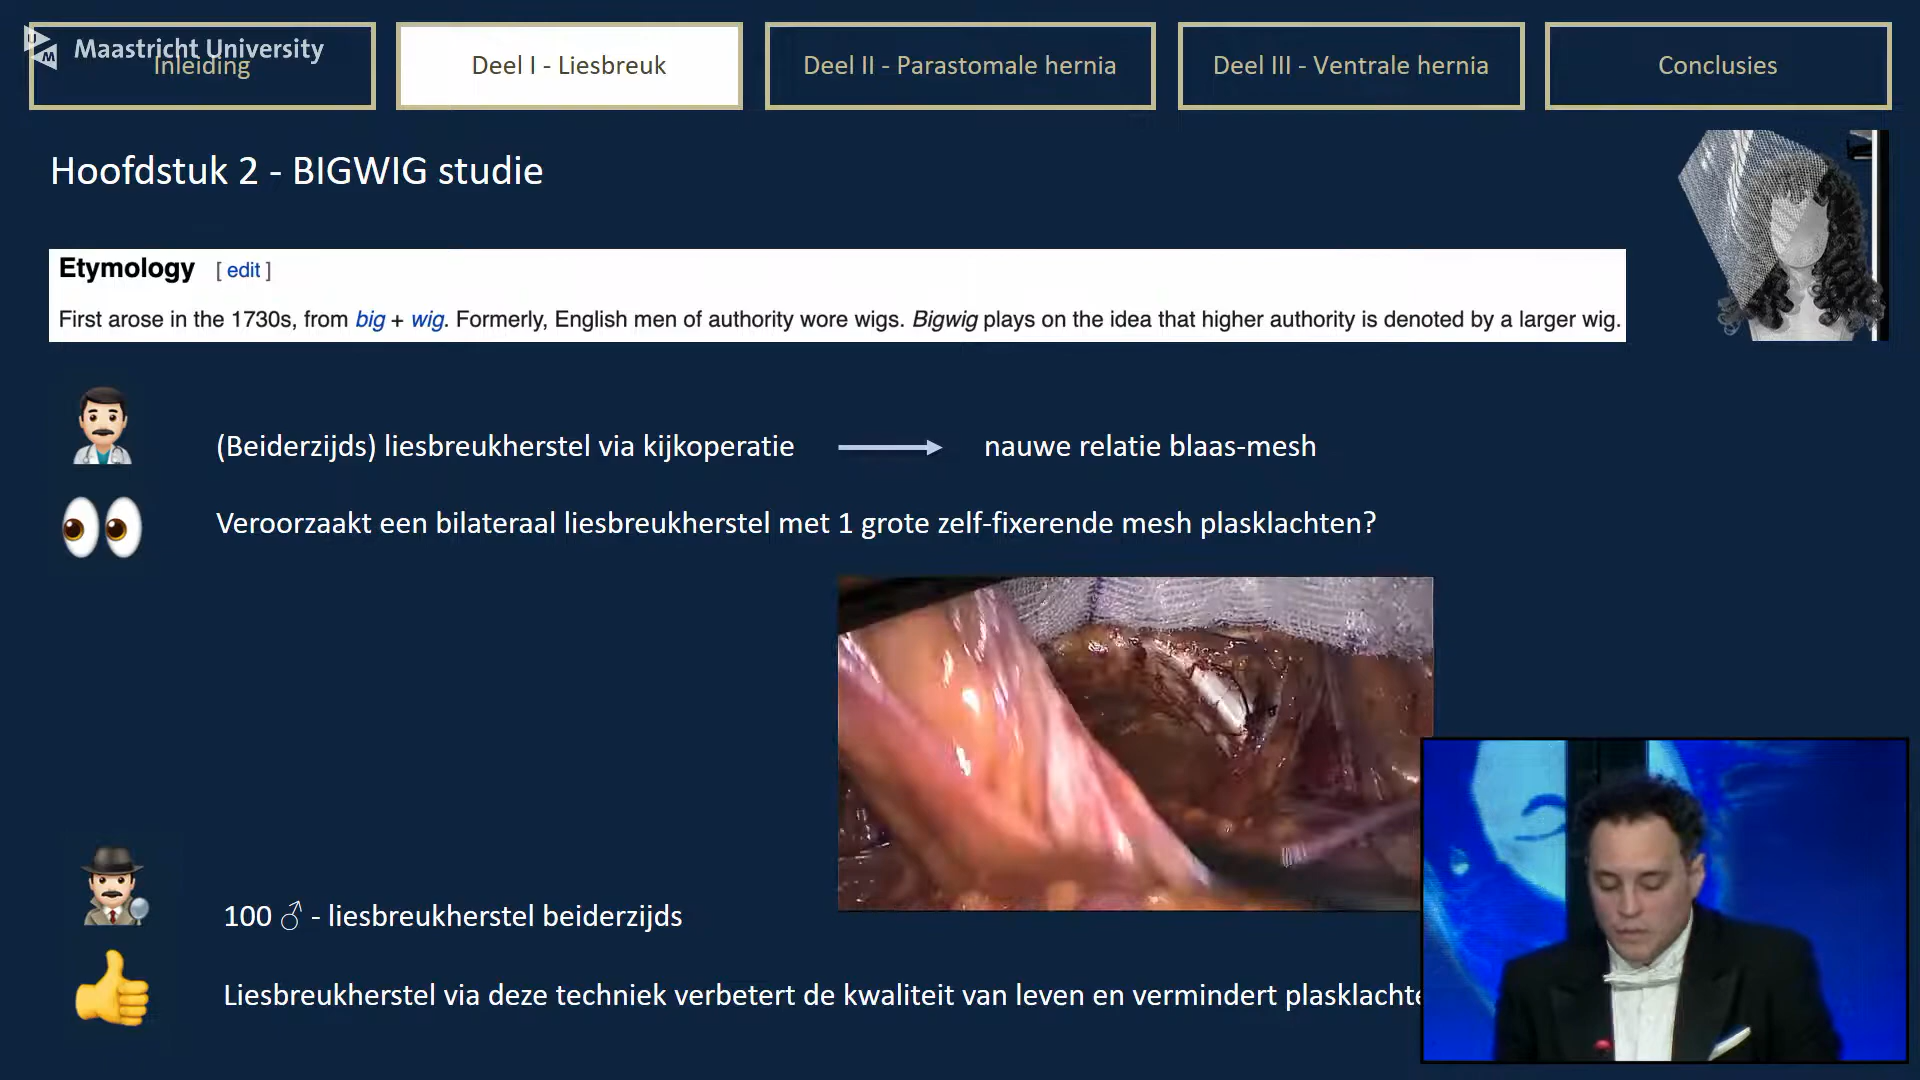 Maastricht University
Inleiding
Deel I - Liesbreuk
Deel II - Parastomale hernia
Deel III - Ventrale hernia
Conclusies
Hoofdstuk 2 - BIGWIG studie
Etymology [ edit ]
First arose in the 1730s, from big + wig. Formerly, English men of authority wore wigs. Bigwig plays on the idea that higher authority is denoted by a larger wig.
(Beiderzijds) liesbreukherstel via kijkoperatie → nauwe relatie blaas-mesh
Veroorzaakt een bilateraal liesbreukherstel met 1 grote zelf-fixerende mesh plasklachten?
100 ♂ - liesbreukherstel beiderzijds
Liesbreukherstel via deze techniek verbetert de kwaliteit van leven en vermindert plasklachte